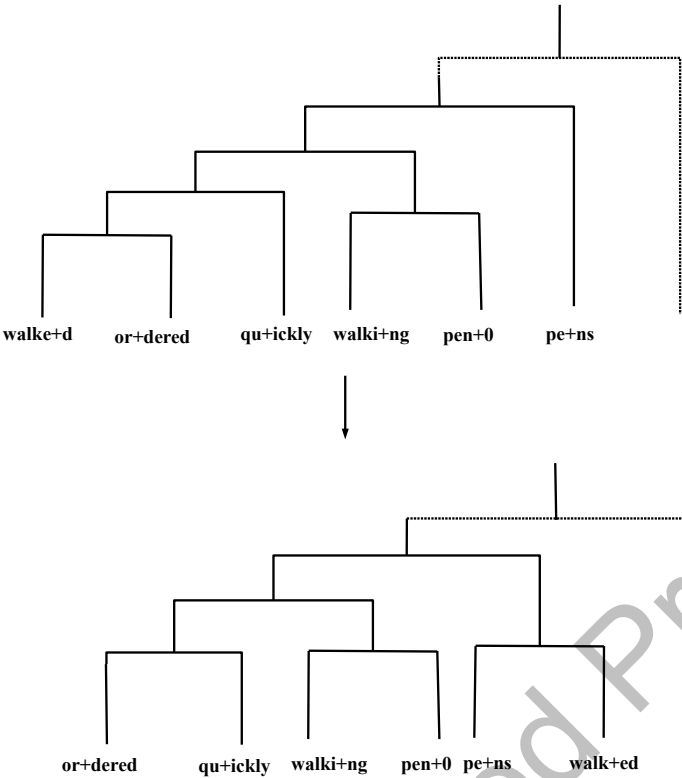 walke+d or+dered qu+ickly walki+ng pen+0 pe+ns
or+dered qu+ickly walki+ng pen+0 pe+ns walk+ed